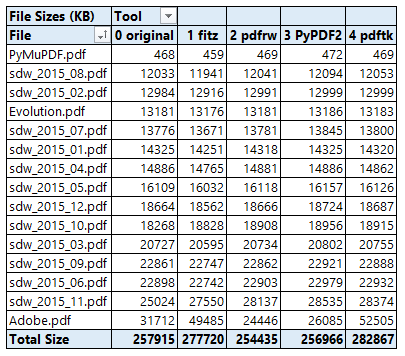 File Sizes (KB) Tool
File 0 original 1 fitz 2 pdfrw 3 PyPDF2 4 pdftk
PyMuPDF.pdf 468 459 469 472 469
sdw_2015_08.pdf 12033 11941 12041 12094 12053
sdw_2015_02.pdf 12984 12916 12991 12999 12999
Evolution.pdf 13181 13176 13181 13186 13183
sdw_2015_07.pdf 13776 13671 13781 13845 13800
sdw_2015_01.pdf 14325 14251 14318 14325 14320
sdw_2015_04.pdf 14886 14765 14881 14886 14862
sdw_2015_05.pdf 16109 16032 16118 16157 16126
sdw_2015_12.pdf 18664 18562 18666 18724 18687
sdw_2015_10.pdf 18268 18828 18908 18956 18915
sdw_2015_03.pdf 20727 20595 20734 20802 20755
sdw_2015_09.pdf 22861 22747 22862 22921 22888
sdw_2015_06.pdf 22898 22742 22903 22979 22932
sdw_2015_11.pdf 25024 27550 28137 28535 28374
Adobe.pdf 31712 49485 24446 26085 52505
Total Size 257915 277720 254435 256966 282867